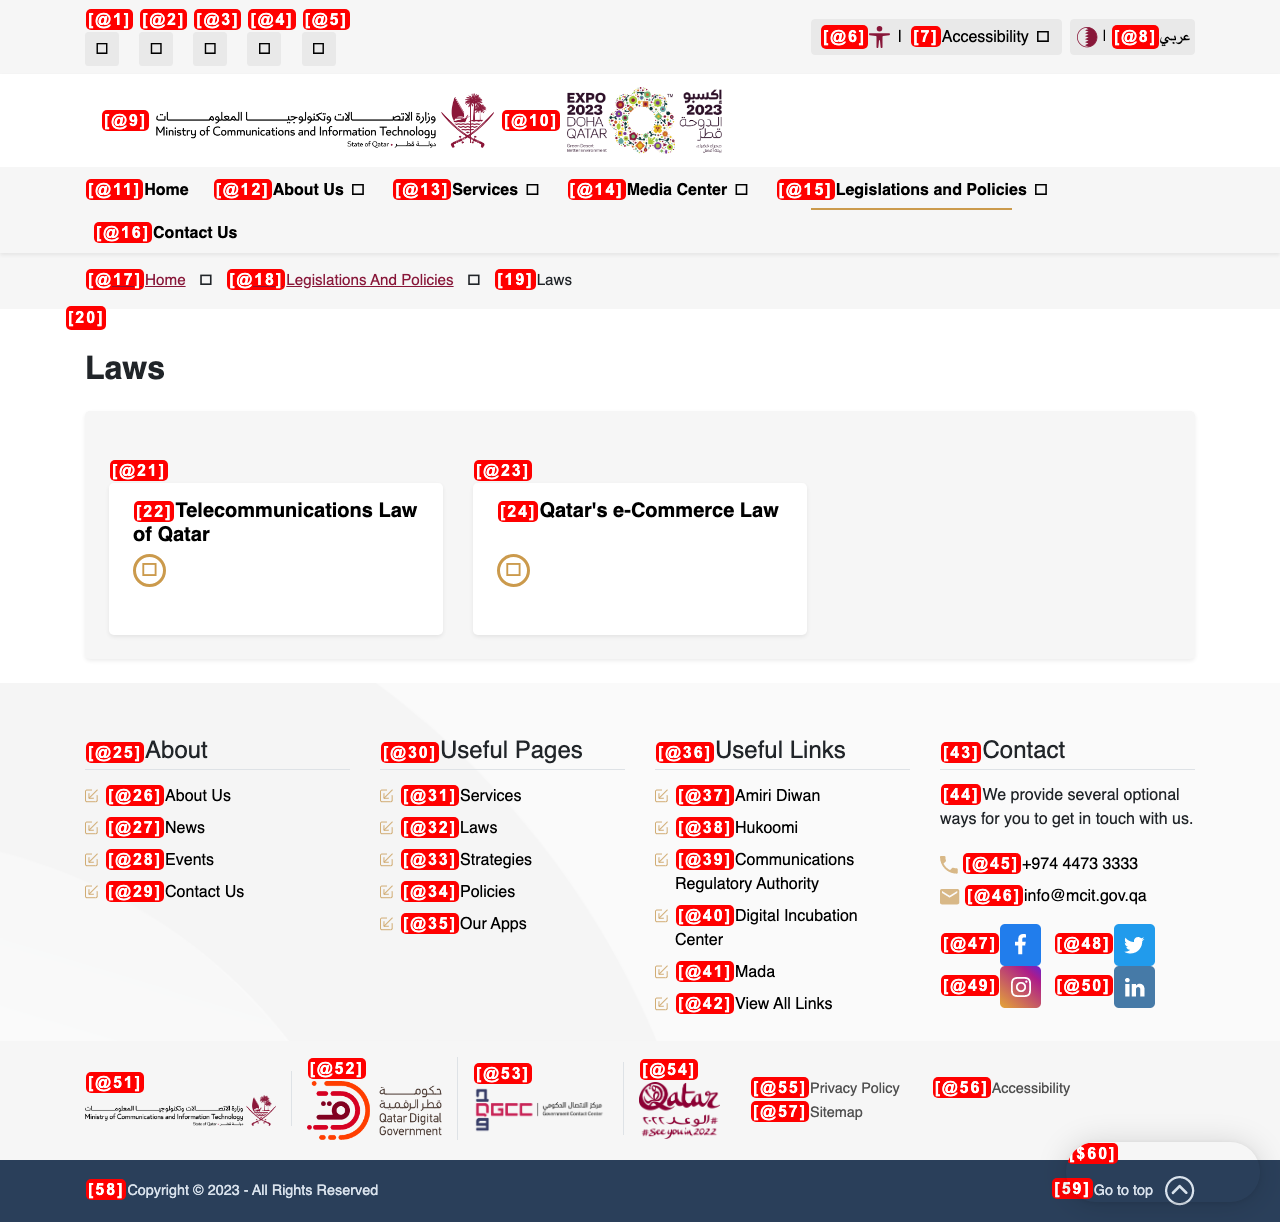 [@1] [@2] [@3] [@4] [@5]
[@6] | [7] Accessibility
| [@8] عربي
[@9] وزارة الاتصالات وتكنولوجيا المعلومات
Ministry of Communications and Information Technology
State of Qatar • دولة قطر
[@10] EXPO 2023 DOHA QATAR
إكسبو 2023 الدوحة قطر
[@11] Home [@12] About Us [@13] Services [@14] Media Center [@15] Legislations and Policies
[@16] Contact Us
[@17] Home [@18] Legislations And Policies [19] Laws
[20]
Laws
[@21] [@23]
[22] Telecommunications Law of Qatar
[24] Qatar's e-Commerce Law
[@25] About
[@26] About Us
[@27] News
[@28] Events
[@29] Contact Us
[@30] Useful Pages
[@31] Services
[@32] Laws
[@33] Strategies
[@34] Policies
[@35] Our Apps
[@36] Useful Links
[@37] Amiri Diwan
[@38] Hukoomi
[@39] Communications
Regulatory Authority
[@40] Digital Incubation
Center
[@41] Mada
[@42] View All Links
[43] Contact
[44] We provide several optional
ways for you to get in touch with us.
[@45] +974 4473 3333
[@46] info@mcit.gov.qa
[@47] [@48]
[@49] [@50]
[@51] وزارة الاتصالات وتكنولوجيا المعلومات
Ministry of Communications and Information Technology
State of Qatar • دولة قطر
[@52] حكومة
قطر الرقمية
Qatar Digital
Government
[@53] GCC مركز الاتصال الحكومي
Government Contact Center
[@54] Qatar
#الوعد_٢٠٢٢
#SeeYouin2022
[@55] Privacy Policy [@56] Accessibility
[@57] Sitemap
[$60]
[58] Copyright © 2023 - All Rights Reserved
[59] Go to top